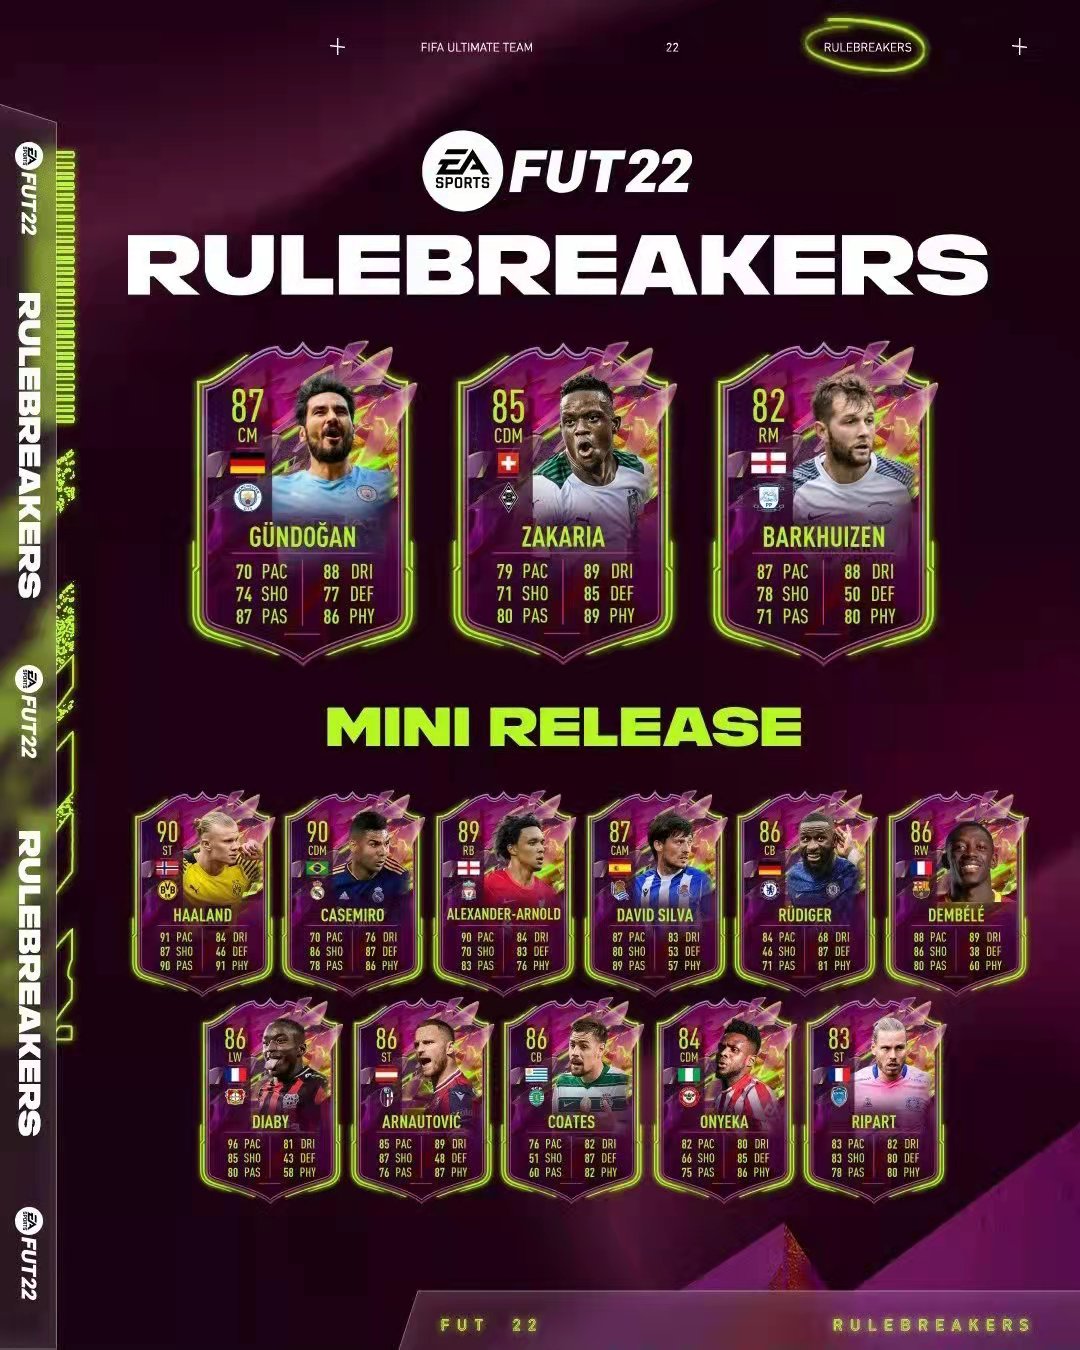 FIFA ULTIMATE TEAM 22 RULEBREAKERS
EA SPORTS FUT22
RULEBREAKERS
87 CM
GÜNDOĞAN
70 PAC 88 DRI
74 SHO 77 DEF
87 PAS 86 PHY
85 CDM
ZAKARIA
79 PAC 89 DRI
71 SHO 85 DEF
80 PAS 89 PHY
82 RM
BARKHUIZEN
87 PAC 88 DRI
78 SHO 50 DEF
71 PAS 80 PHY
MINI RELEASE
90 ST
HAALAND
91 PAC 84 DRI
87 SHO 46 DEF
90 PAS 91 PHY
90 CDM
CASEMIRO
70 PAC 76 DRI
86 SHO 87 DEF
78 PAS 86 PHY
89 RB
ALEXANDER-ARNOLD
90 PAC 84 DRI
70 SHO 83 DEF
83 PAS 76 PHY
87 CAM
DAVID SILVA
87 PAC 83 DRI
80 SHO 53 DEF
89 PAS 57 PHY
86 CB
RÜDIGER
84 PAC 68 DRI
46 SHO 87 DEF
71 PAS 81 PHY
86 RW
DEMBÉLÉ
88 PAC 89 DRI
86 SHO 38 DEF
80 PAS 60 PHY
86 LW
DIABY
96 PAC 81 DRI
85 SHO 43 DEF
80 PAS 58 PHY
86 ST
ARNAUTOVIĆ
85 PAC 89 DRI
87 SHO 48 DEF
76 PAS 87 PHY
86 CB
COATES
76 PAC 82 DRI
51 SHO 87 DEF
60 PAS 82 PHY
84 CDM
ONYEKA
82 PAC 80 DRI
66 SHO 85 DEF
75 PAS 86 PHY
83 ST
RIPART
83 PAC 82 DRI
83 SHO 80 DEF
78 PAS 80 PHY
FUT 22 RULEBREAKERS
EA SPORTS FUT22
RULEBREAKERS
EA SPORTS FUT22
RULEBREAKERS
EA SPORTS FUT22